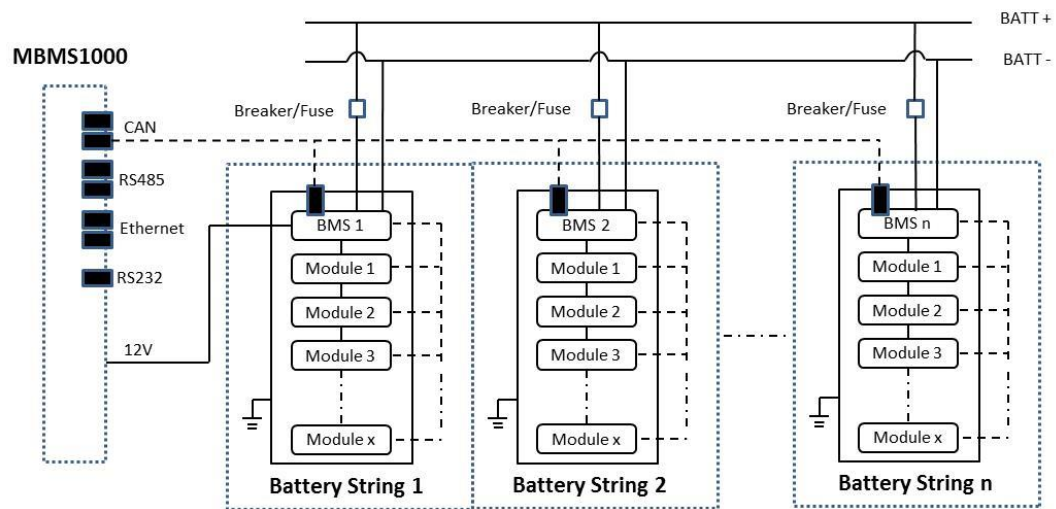 BATT +
MBMS1000
BATT -
Breaker/Fuse
Breaker/Fuse
Breaker/Fuse
CAN
RS485
Ethernet
RS232
12V
BMS 1
Module 1
Module 2
Module 3
Module x
Battery String 1
BMS 2
Module 1
Module 2
Module 3
Module x
Battery String 2
BMS n
Module 1
Module 2
Module 3
Module x
Battery String n